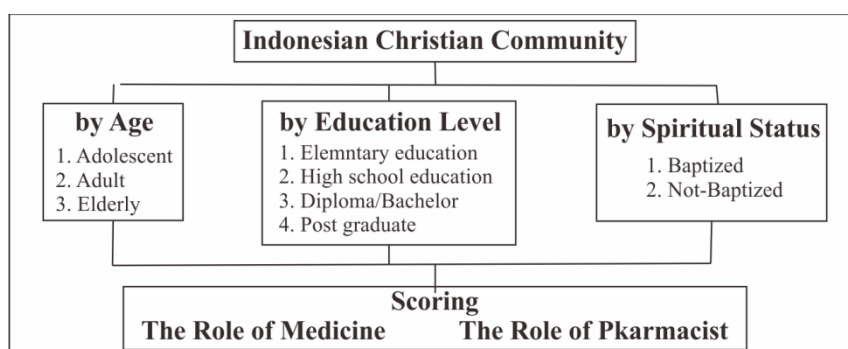 Indonesian Christian Community
by Age
1. Adolescent
2. Adult
3. Elderly
by Education Level
1. Elemntary education
2. High school education
3. Diploma/Bachelor
4. Post graduate
by Spiritual Status
1. Baptized
2. Not-Baptized
Scoring
The Role of Medicine The Role of Pkarmacist